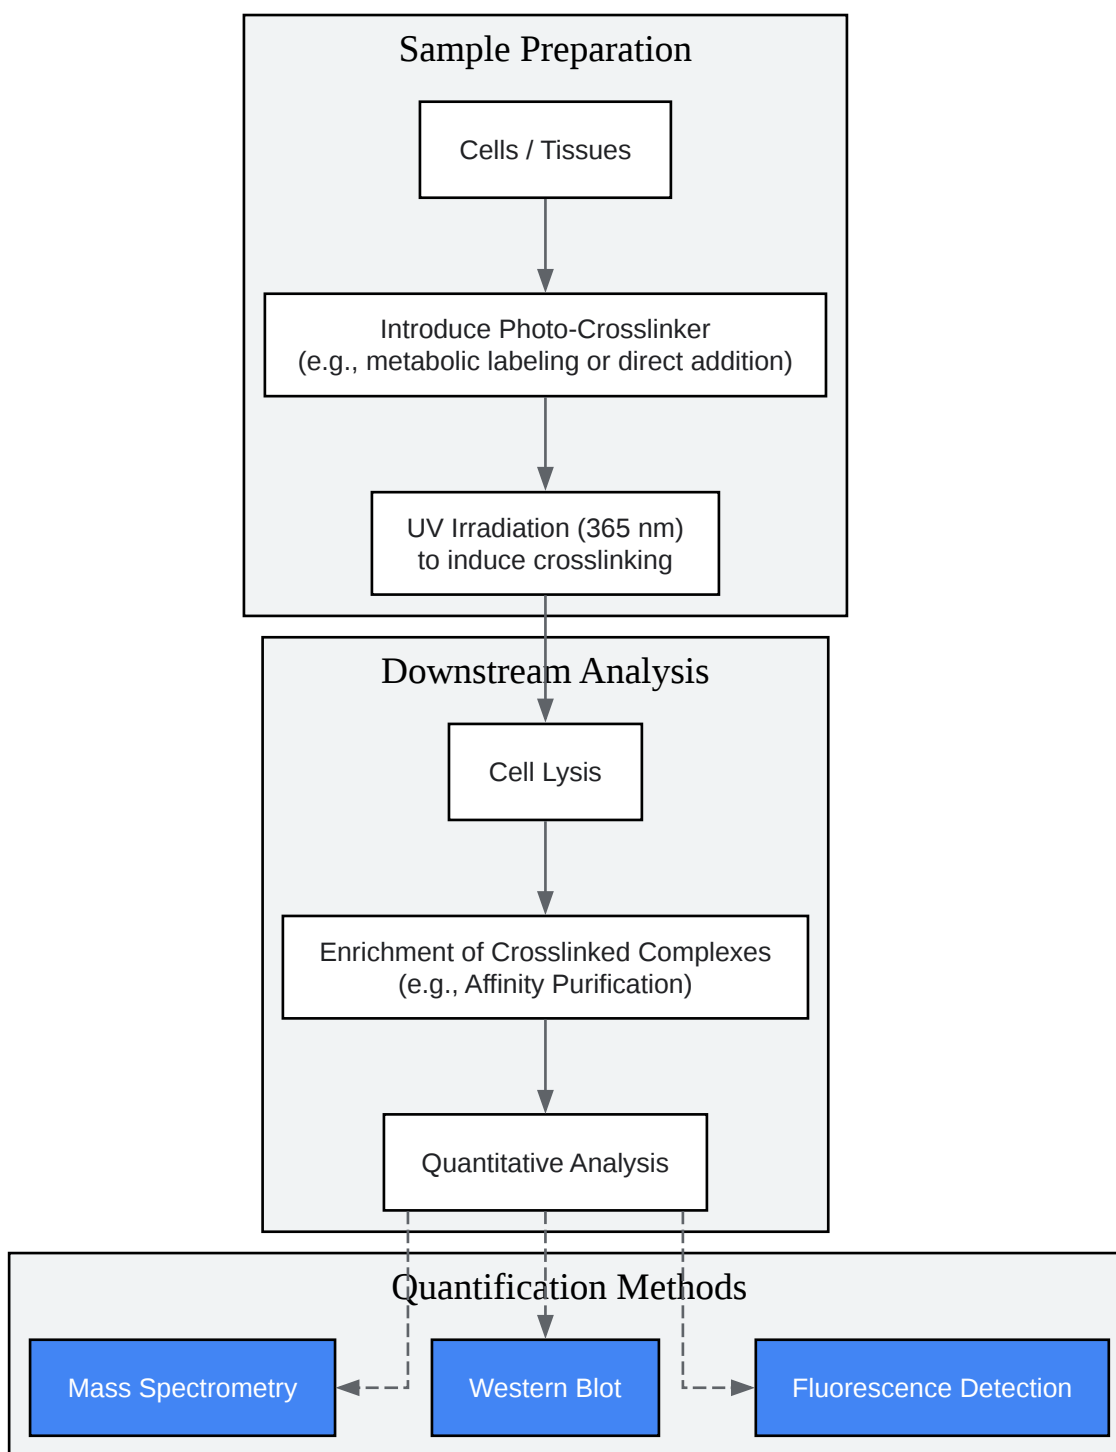 Sample Preparation
Cells / Tissues
Introduce Photo-Crosslinker
(e.g., metabolic labeling or direct addition)
UV Irradiation (365 nm)
to induce crosslinking
Downstream Analysis
Cell Lysis
Enrichment of Crosslinked Complexes
(e.g., Affinity Purification)
Quantitative Analysis
Quantification Methods
Mass Spectrometry
Western Blot
Fluorescence Detection